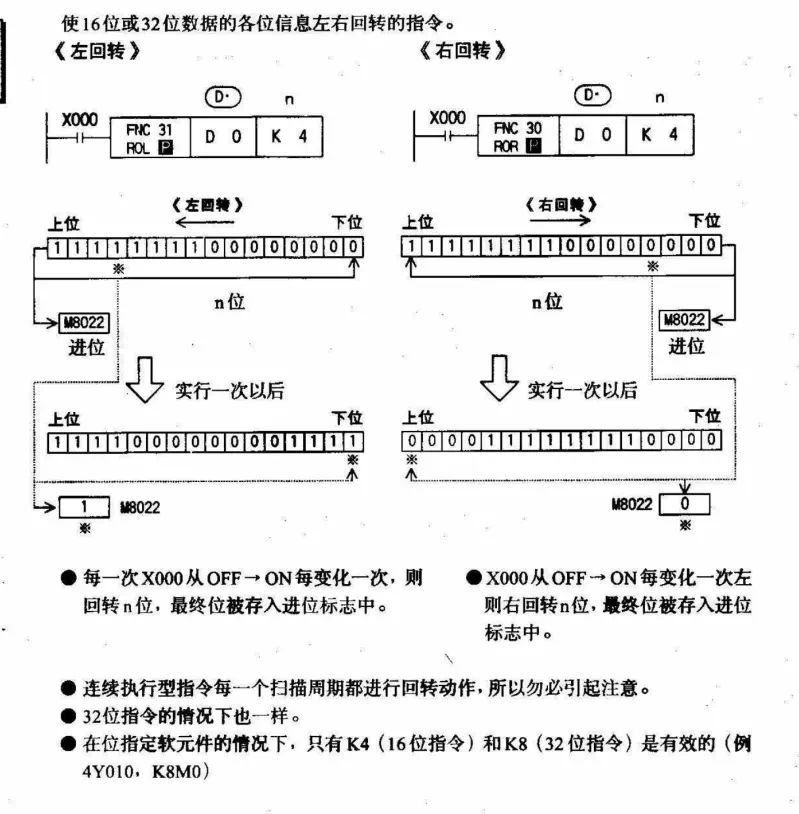 使16位或32位数据的各位信息左右回转的指令。
《左回转》
《右回转》
D·
n
X000
FNC 31
ROL P
D 0
K 4
D·
n
X000
FNC 30
ROR P
D 0
K 4
《左回转》
上位
下位
1 1 1 1 1 1 1 1 0 0 0 0 0 0 0 0
※
n位
M8022
进位
实行一次以后
上位
下位
1 1 1 1 0 0 0 0 0 0 0 0 1 1 1 1
※
1
M8022
※
《右回转》
上位
下位
1 1 1 1 1 1 1 1 0 0 0 0 0 0 0 0
※
n位
M8022
进位
实行一次以后
上位
下位
0 0 0 0 1 1 1 1 1 1 1 1 0 0 0 0
※
M8022
0
※
● 每一次X000从OFF→ON每变化一次，则
回转n位，最终位被存入进位标志中。
● X000从OFF→ON每变化一次左
则右回转n位，最终位被存入进位
标志中。
● 连续执行型指令每一个扫描周期都进行回转动作，所以勿必引起注意。
● 32位指令的情况下也一样。
● 在位指定软元件的情况下，只有K4（16位指令）和K8（32位指令）是有效的（例
4Y010，K8M0）